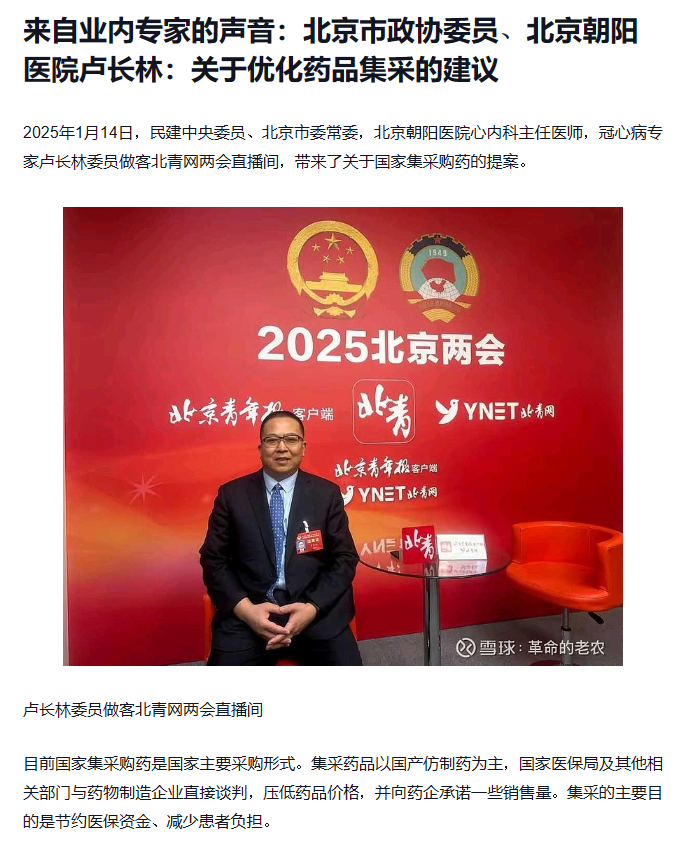 来自业内专家的声音：北京市政协委员、北京朝阳
医院卢长林：关于优化药品集采的建议
2025年1月14日，民建中央委员、北京市委常委，北京朝阳医院心内科主任医师，冠心病专
家卢长林委员做客北青网两会直播间，带来了关于国家集采购药的提案。
1949
2025北京两会
北京青年报 客户端
北青
YNET 北青网
北京青年报 客户端
YNET 北青网
北青
雪球：革命的老农
卢长林委员做客北青网两会直播间
目前国家集采购药是国家主要采购形式。集采药品以国产仿制药为主，国家医保局及其他相
关部门与药物制造企业直接谈判，压低药品价格，并向药企承诺一些销售量。集采的主要目
的是节约医保资金、减少患者负担。